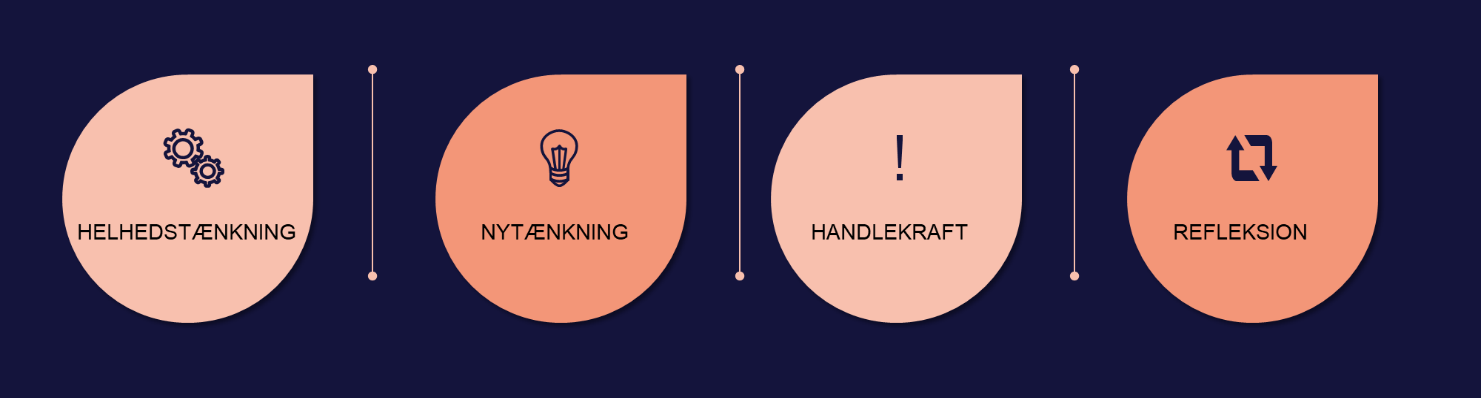 HELHEDSTÆNKNING
NYTÆNKNING
!
HANDLEKRAFT
REFLEKSION